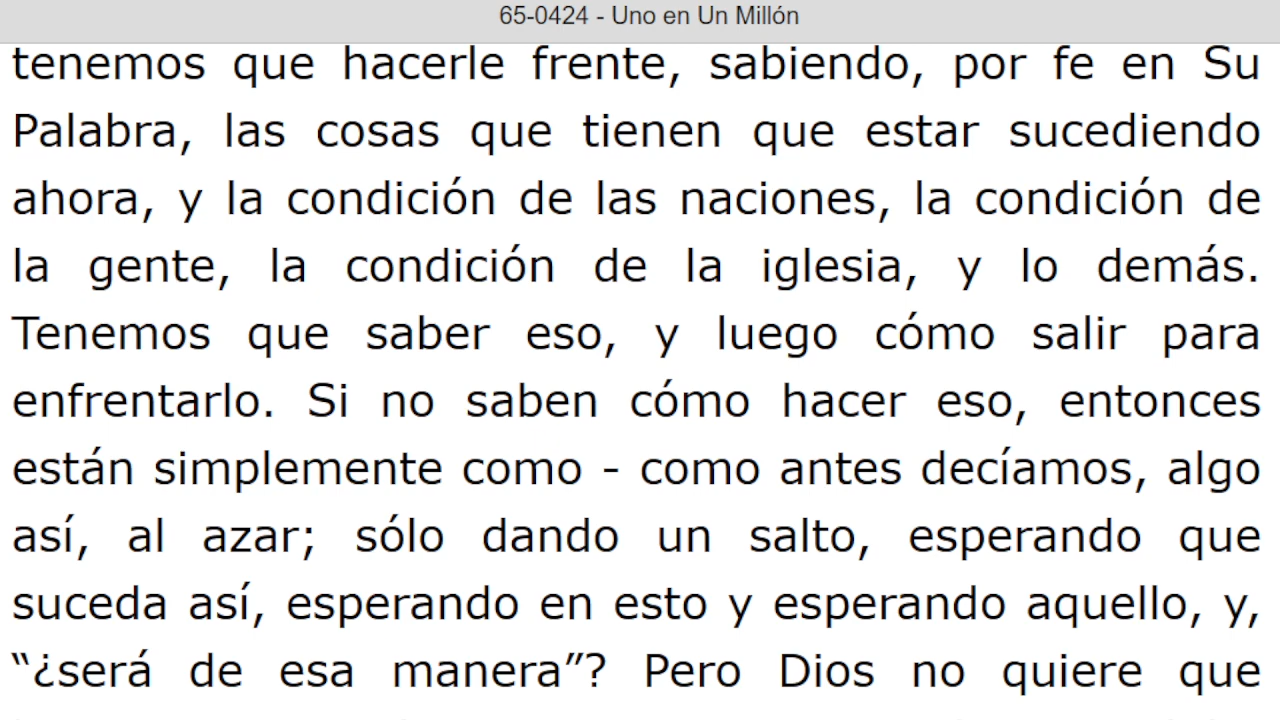 65-0424 - Uno en Un Millón
tenemos que hacerle frente, sabiendo, por fe en Su
Palabra, las cosas que tienen que estar sucediendo
ahora, y la condición de las naciones, la condición de
la gente, la condición de la iglesia, y lo demás.
Tenemos que saber eso, y luego cómo salir para
enfrentarlo. Si no saben cómo hacer eso, entonces
están simplemente como - como antes decíamos, algo
así, al azar; sólo dando un salto, esperando que
suceda así, esperando en esto y esperando aquello, y,
“¿será de esa manera”? Pero Dios no quiere que